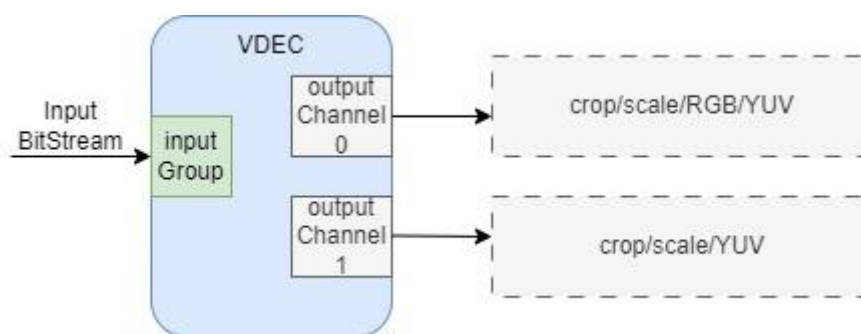 VDEC
Input
BitStream
input
Group
output
Channel
0
crop/scale/RGB/YUV
output
Channel
1
crop/scale/YUV